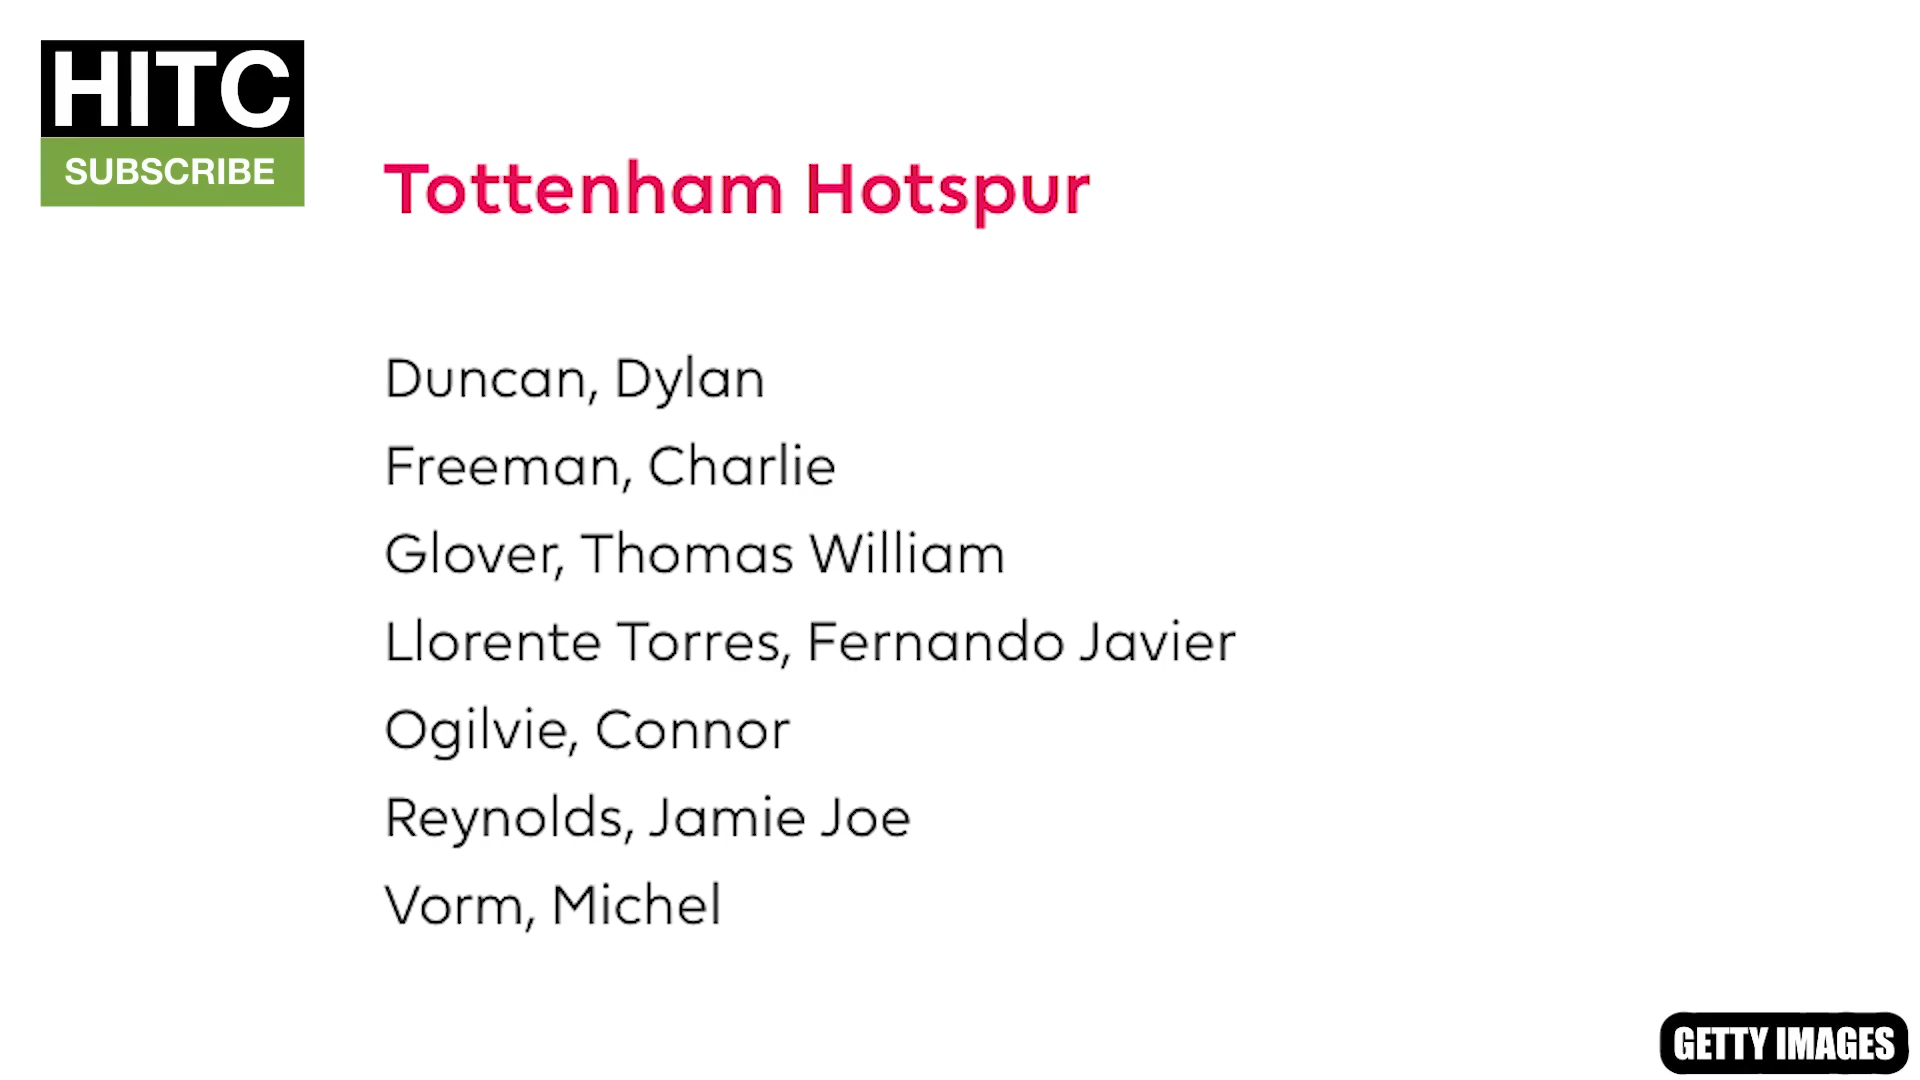 HITC
SUBSCRIBE
Tottenham Hotspur
Duncan, Dylan
Freeman, Charlie
Glover, Thomas William
Llorente Torres, Fernando Javier
Ogilvie, Connor
Reynolds, Jamie Joe
Vorm, Michel
GETTY IMAGES